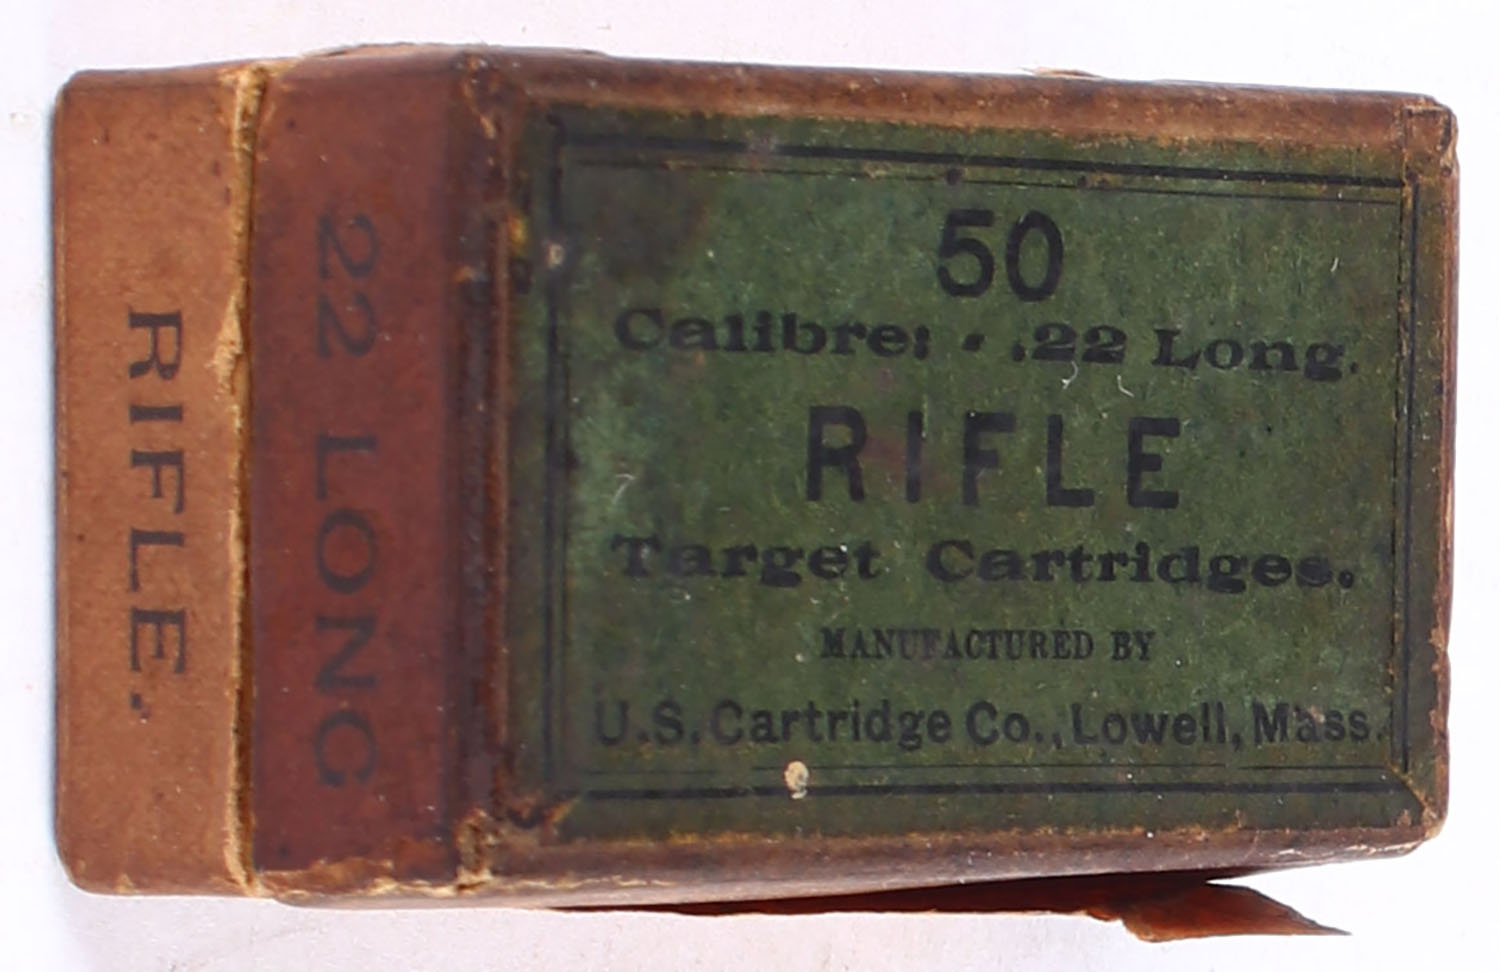 50
Calibre: - .22 Long.
RIFLE
Target Cartridges.
MANUFACTURED BY
U.S. Cartridge Co., Lowell, Mass.
22 LONG
RIFLE.